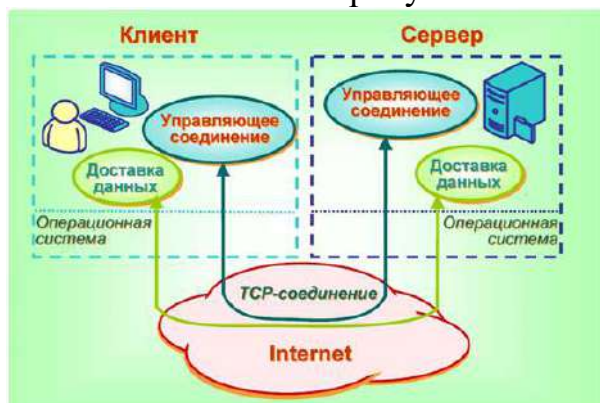 Клиент
Сервер
Управляющее
соединение
Управляющее
соединение
Доставка
данных
Доставка
данных
Операционная
система
Операционная
система
TCP-соединение
Internet